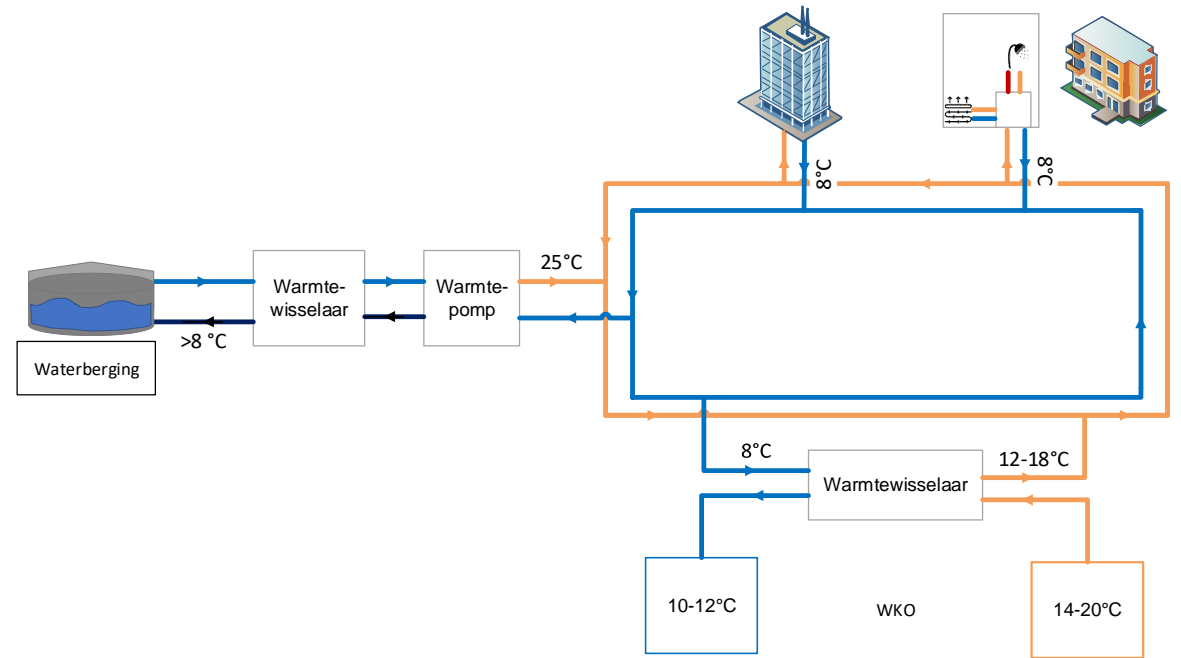 8°C
8°C
25°C
Warmte-
wisselaar
Warmte-
pomp
>8 °C
Waterberging
8°C
12-18°C
Warmtewisselaar
10-12°C
WKO
14-20°C